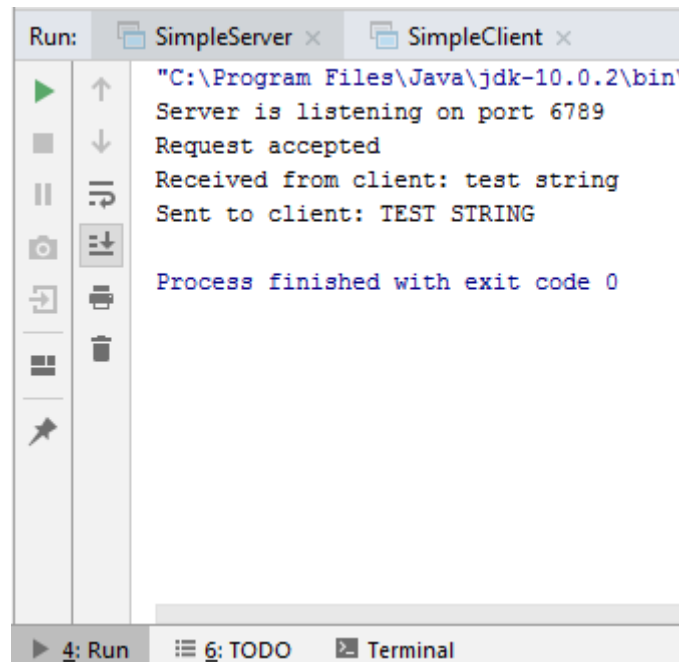 Run: SimpleServer × SimpleClient ×
"C:\Program Files\Java\jdk-10.0.2\bin\
Server is listening on port 6789
Request accepted
Received from client: test string
Sent to client: TEST STRING
Process finished with exit code 0
4: Run 6: TODO Terminal